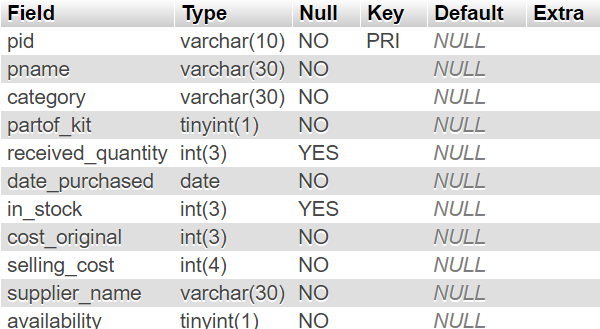 Field Type Null Key Default Extra
pid varchar(10) NO PRI NULL
pname varchar(30) NO NULL
category varchar(30) NO NULL
partof_kit tinyint(1) NO NULL
received_quantity int(3) YES NULL
date_purchased date NO NULL
in_stock int(3) YES NULL
cost_original int(3) NO NULL
selling_cost int(4) NO NULL
supplier_name varchar(30) NO NULL
availability tinyint(1) NO NULL